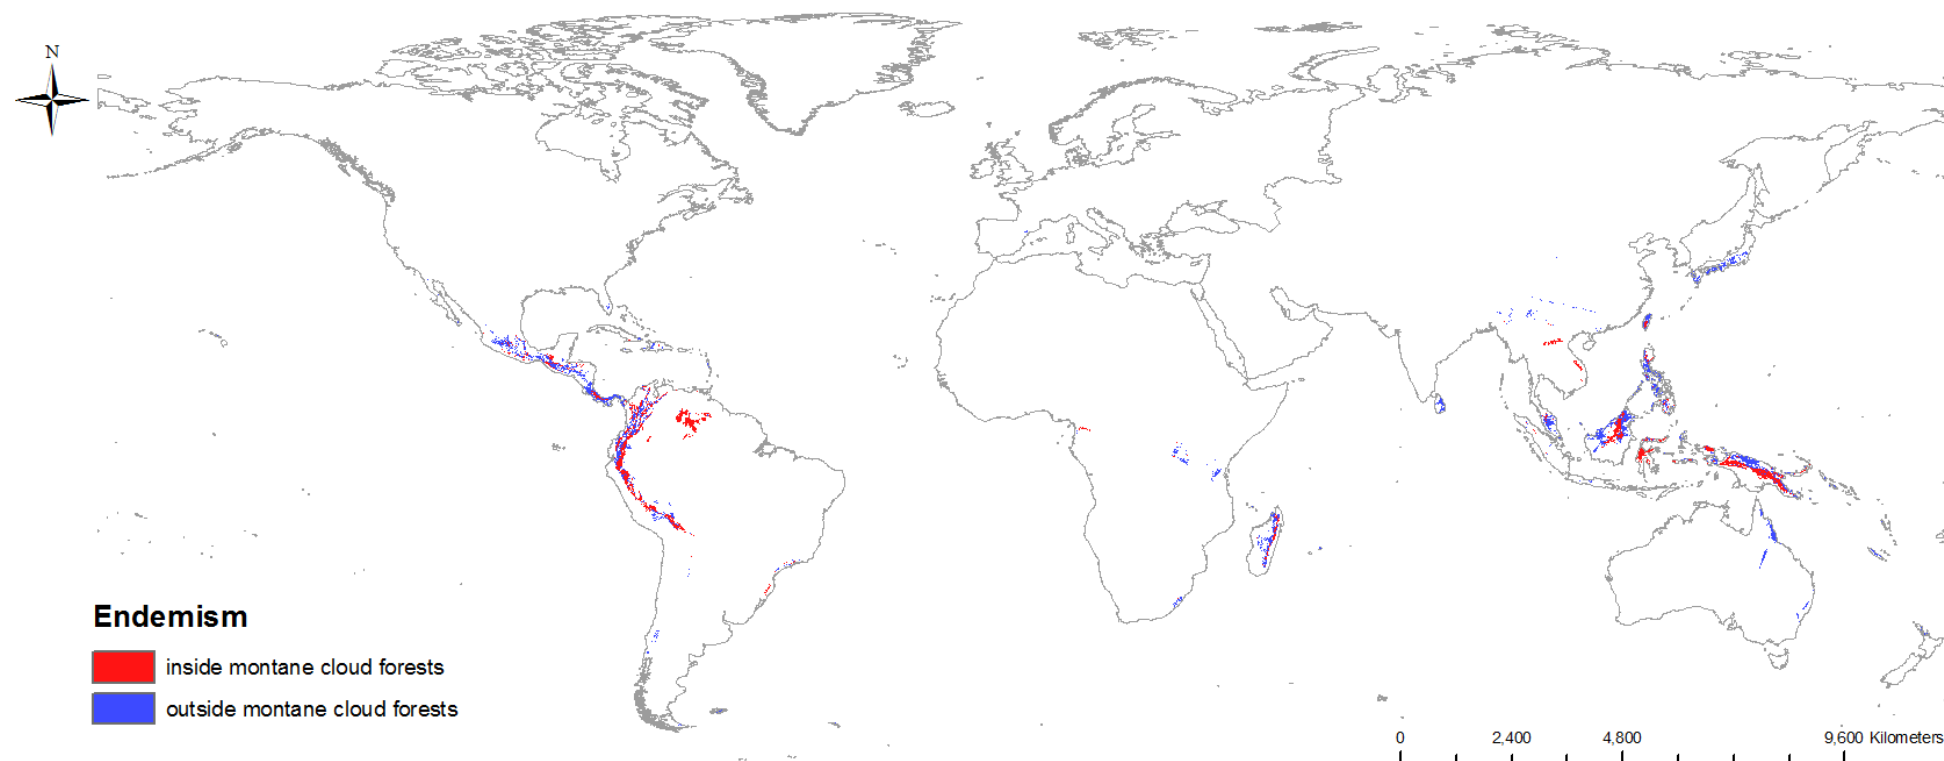 N
Endemism
inside montane cloud forests
outside montane cloud forests
0 2,400 4,800 9,600 Kilometers